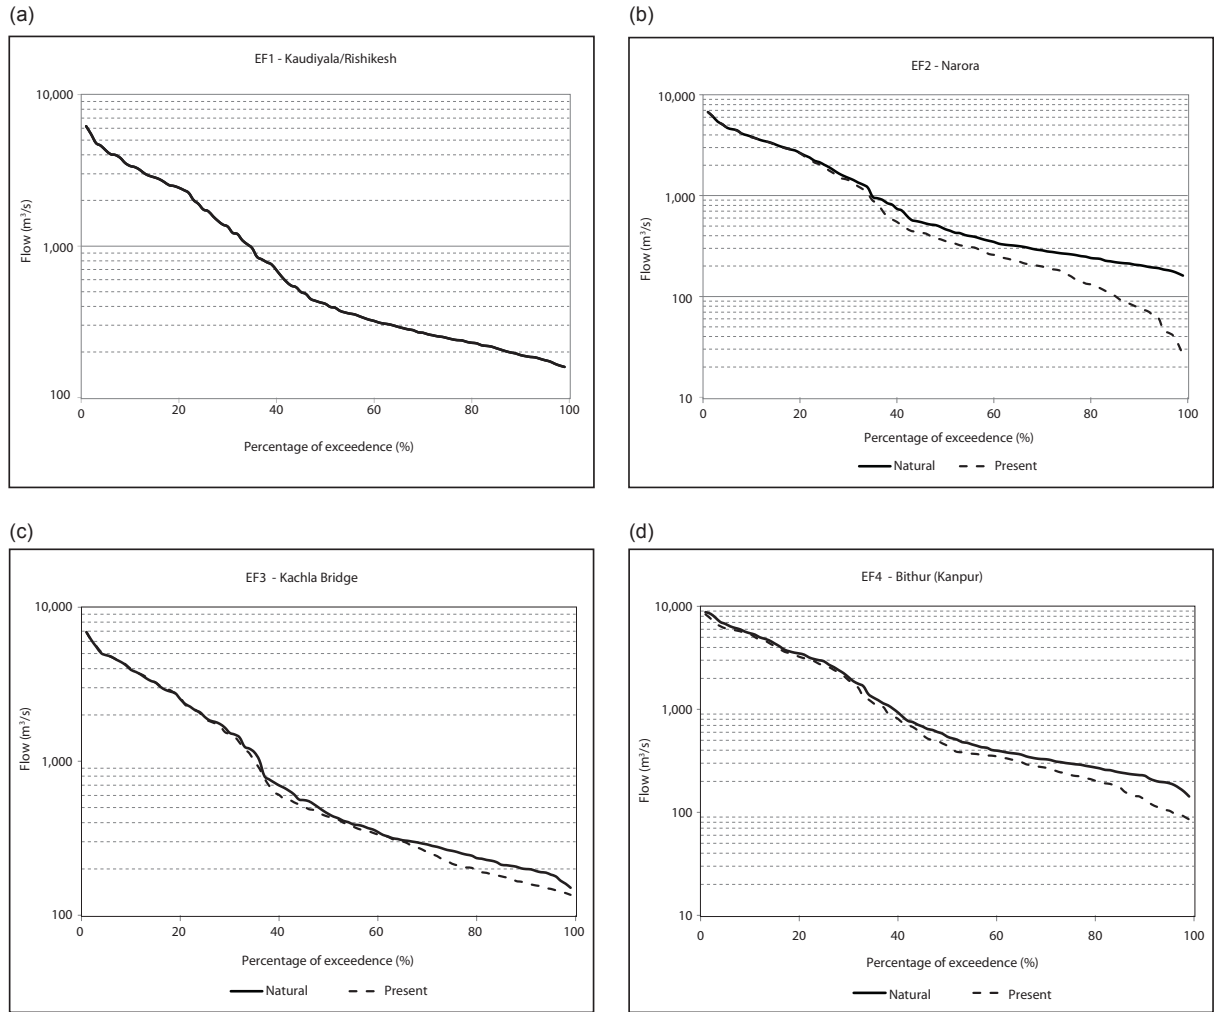 (a)
EF1 - Kaudiyala/Rishikesh
10,000
1,000
100
Flow (m³/s)
0 20 40 60 80 100
Percentage of exceedence (%)
(b)
EF2 - Narora
10,000
1,000
100
10
Flow (m³/s)
0 20 40 60 80 100
Percentage of exceedence (%)
Natural Present
(c)
EF3 - Kachla Bridge
10,000
1,000
100
Flow (m³/s)
0 20 40 60 80 100
Percentage of exceedence (%)
Natural Present
(d)
EF4 - Bithur (Kanpur)
10,000
1,000
100
10
Flow (m³/s)
0 20 40 60 80 100
Percentage of exceedence (%)
Natural Present